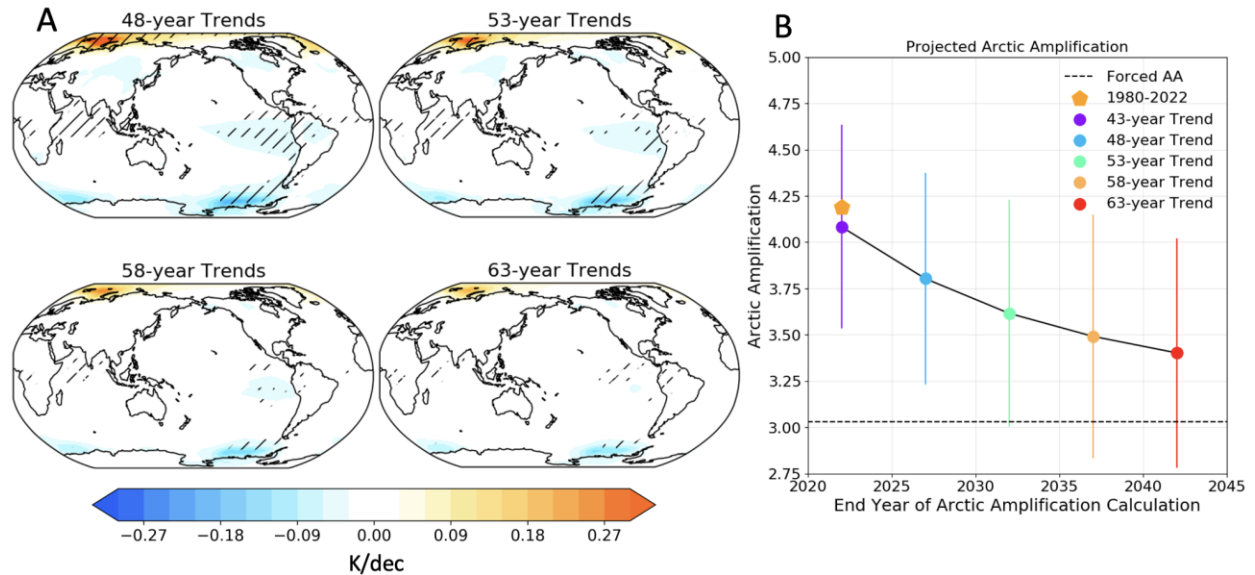 A
48-year Trends
53-year Trends
58-year Trends
63-year Trends
−0.27 −0.18 −0.09 0.00 0.09 0.18 0.27
K/dec
B
Projected Arctic Amplification
Forced AA
1980-2022
43-year Trend
48-year Trend
53-year Trend
58-year Trend
63-year Trend
Arctic Amplification
5.00
4.75
4.50
4.25
4.00
3.75
3.50
3.25
3.00
2.75
2020 2025 2030 2035 2040 2045
End Year of Arctic Amplification Calculation